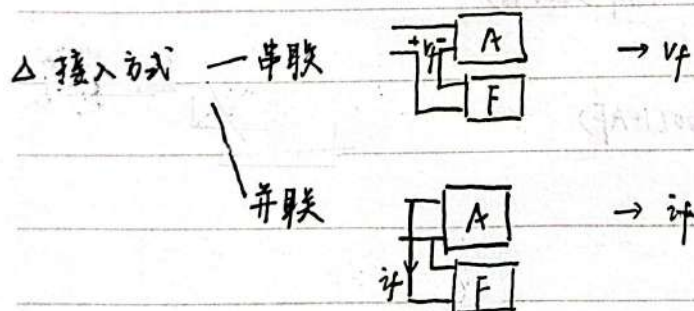 △ 接入方式 — 串联 + vf - A F → vf
并联 if A F → if